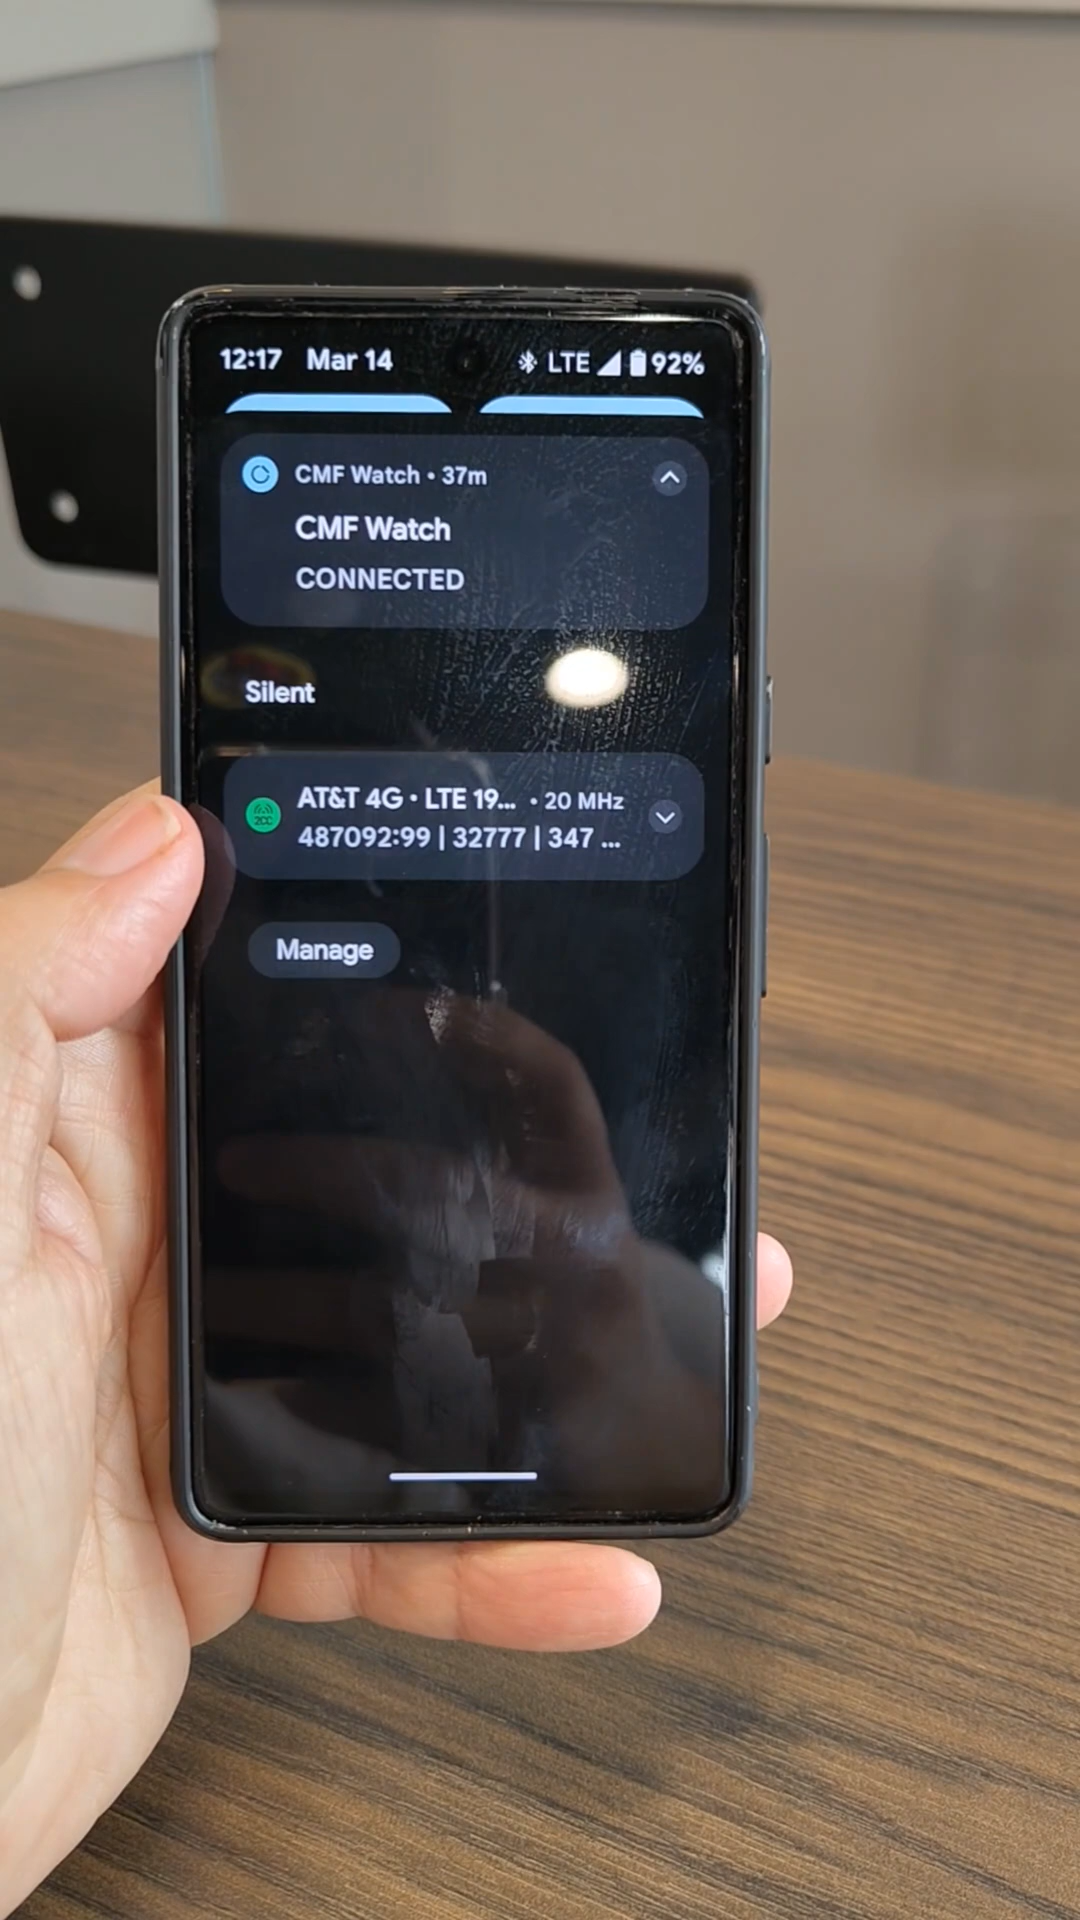 12:17 Mar 14 LTE 92%
CMF Watch • 37m
CMF Watch
CONNECTED
Silent
AT&T 4G • LTE 19... • 20 MHz
2CC
487092:99 | 32777 | 347 ...
Manage